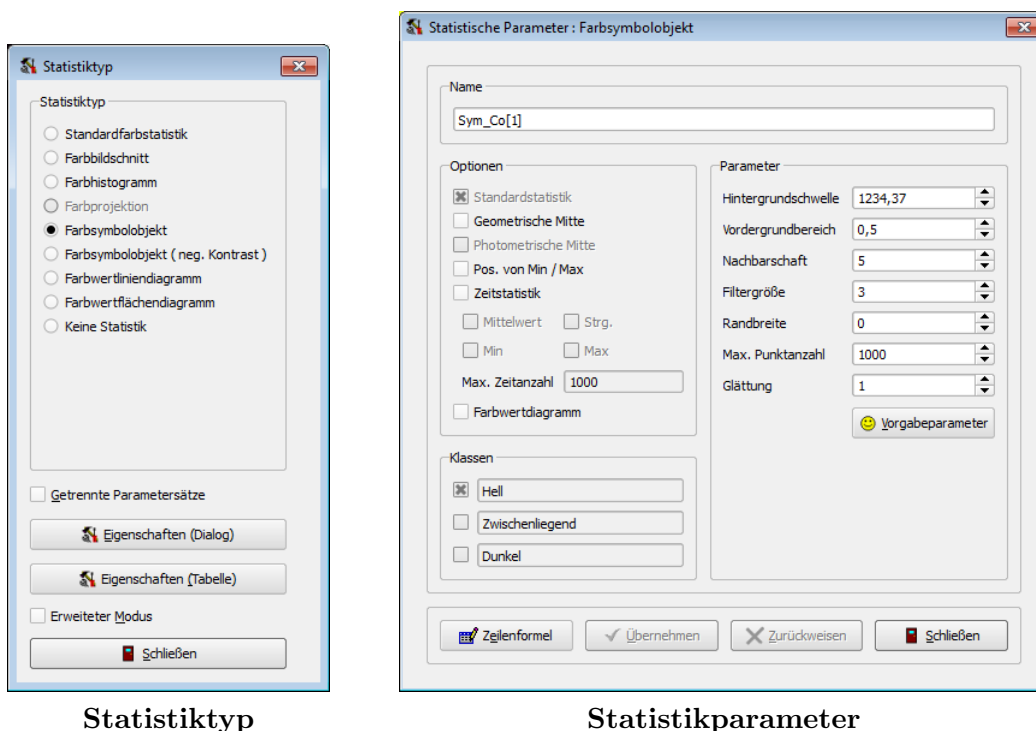 Statistiktyp
Statistiktyp
Standardfarbstatistik
Farbbildschnitt
Farbhistogramm
Farbprojektion
Farbsymbolobjekt
Farbsymbolobjekt ( neg. Kontrast )
Farbwertliniendiagramm
Farbwertflächendiagramm
Keine Statistik
Getrennte Parametersätze
Eigenschaften (Dialog)
Eigenschaften (Tabelle)
Erweiteter Modus
Schließen
Statistiktyp
Statistische Parameter : Farbsymbolobjekt
Name
Sym_Co[1]
Optionen
Standardstatistik
Geometrische Mitte
Photometrische Mitte
Pos. von Min / Max
Zeitstatistik
Mittelwert Strg.
Min Max
Max. Zeitanzahl 1000
Farbwertdiagramm
Klassen
Hell
Zwischenliegend
Dunkel
Parameter
Hintergrundschwelle 1234,37
Vordergrundbereich 0,5
Nachbarschaft 5
Filtergröße 3
Randbreite 0
Max. Punktanzahl 1000
Glättung 1
Vorgabeparameter
Zeilenformel Übernehmen Zurückweisen Schließen
Statistikparameter